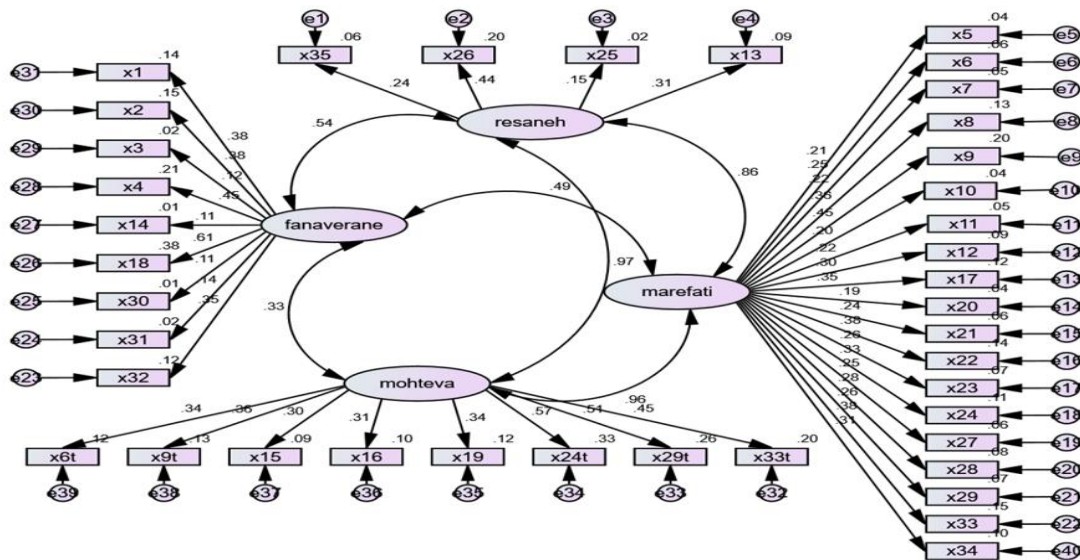 e1 e2 e3 e4
.06 .20 .02 .09
x35 x26 x25 x13
.24 .44 .15 .31
resaneh
.54 .86 .49 .97 .33 .96
e31 x1 .14
e30 x2 .15
e29 x3 .02
e28 x4 .21
e27 x14 .01
e26 x18 .38
e25 x30 .01
e24 x31 .02
e23 x32 .12
.38
.38
.12
.45
.11
.61
.11
.14
.35
fanaverane
marefati
mohteva
.34 .36 .30 .31 .34 .57 .51 .45
.12 .13 .09 .10 .12 .33 .26 .20
x6t x9t x15 x16 x19 x24t x29t x33t
e39 e38 e37 e36 e35 e34 e33 e32
.21
.25
.22
.36
.45
.20
.22
.30
.35
.19
.24
.38
.26
.33
.25
.28
.26
.38
.31
.04 x5 e5
.06 x6 e6
.05 x7 e7
.13 x8 e8
.20 x9 e9
.04 x10 e10
.05 x11 e11
.09 x12 e12
.12 x17 e13
.04 x20 e14
.06 x21 e15
.14 x22 e16
.07 x23 e17
.11 x24 e18
.06 x27 e19
.08 x28 e20
.07 x29 e21
.15 x33 e22
.10 x34 e40